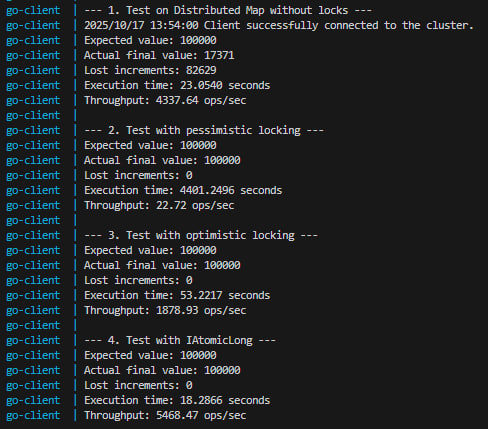 go-client | --- 1. Test on Distributed Map without locks ---
go-client | 2025/10/17 13:54:00 Client successfully connected to the cluster.
go-client | Expected value: 100000
go-client | Actual final value: 17371
go-client | Lost increments: 82629
go-client | Execution time: 23.0540 seconds
go-client | Throughput: 4337.64 ops/sec
go-client |
go-client | --- 2. Test with pessimistic locking ---
go-client | Expected value: 100000
go-client | Actual final value: 100000
go-client | Lost increments: 0
go-client | Execution time: 4401.2496 seconds
go-client | Throughput: 22.72 ops/sec
go-client |
go-client | --- 3. Test with optimistic locking ---
go-client | Expected value: 100000
go-client | Actual final value: 100000
go-client | Lost increments: 0
go-client | Execution time: 53.2217 seconds
go-client | Throughput: 1878.93 ops/sec
go-client |
go-client | --- 4. Test with IAtomicLong ---
go-client | Expected value: 100000
go-client | Actual final value: 100000
go-client | Lost increments: 0
go-client | Execution time: 18.2866 seconds
go-client | Throughput: 5468.47 ops/sec